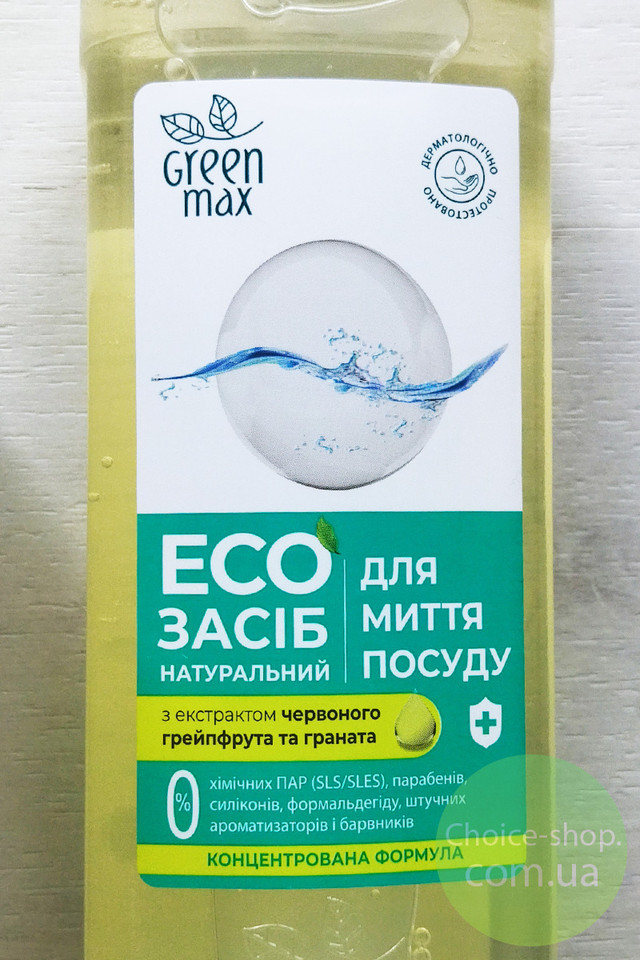 Green
max
ДЕРМАТОЛОГІЧНО
ПРОТЕСТОВАНО
ECO
ЗАСІБ
НАТУРАЛЬНИЙ
ДЛЯ
МИТТЯ
ПОСУДУ
з екстрактом червоного
грейпфрута та граната
0%
хімічних ПАР (SLS/SLES), парабенів,
силіконів, формальдегіду, штучних
ароматизаторів і барвників
КОНЦЕНТРОВАНА ФОРМУЛА
Choice-shop.
com.ua